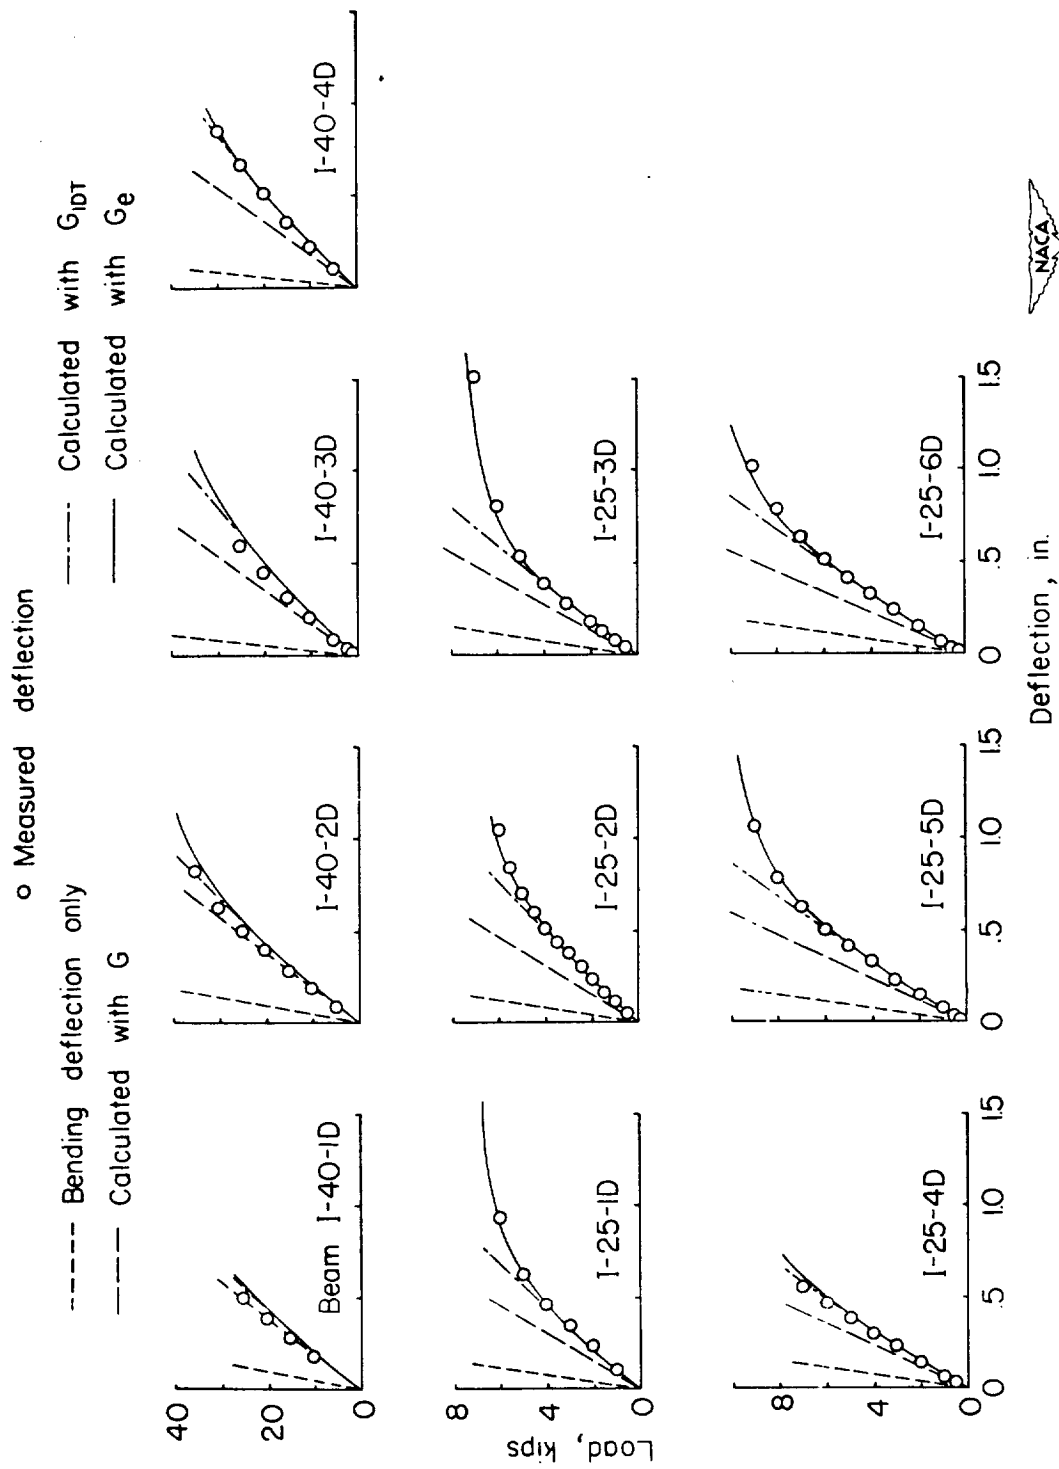 o Measured deflection
Bending deflection only
Calculated with G_IDT
Calculated with G
Calculated with G_e
40
20
0
Beam I-40-1D
I-40-2D
I-40-3D
I-40-4D
Load, kips
8
4
0
I-25-1D
I-25-2D
I-25-3D
8
4
0
I-25-4D
I-25-5D
I-25-6D
0 .5 1.0 1.5
0 .5 1.0 1.5
0 .5 1.0 1.5
Deflection, in.
NACA